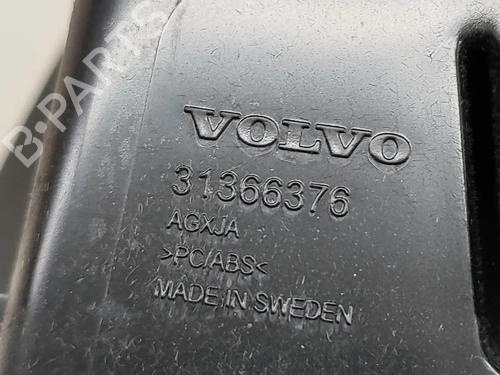 B-PARTS
VOLVO
31366376
AGXJA
>PC/ABS<
MADE IN SWEDEN